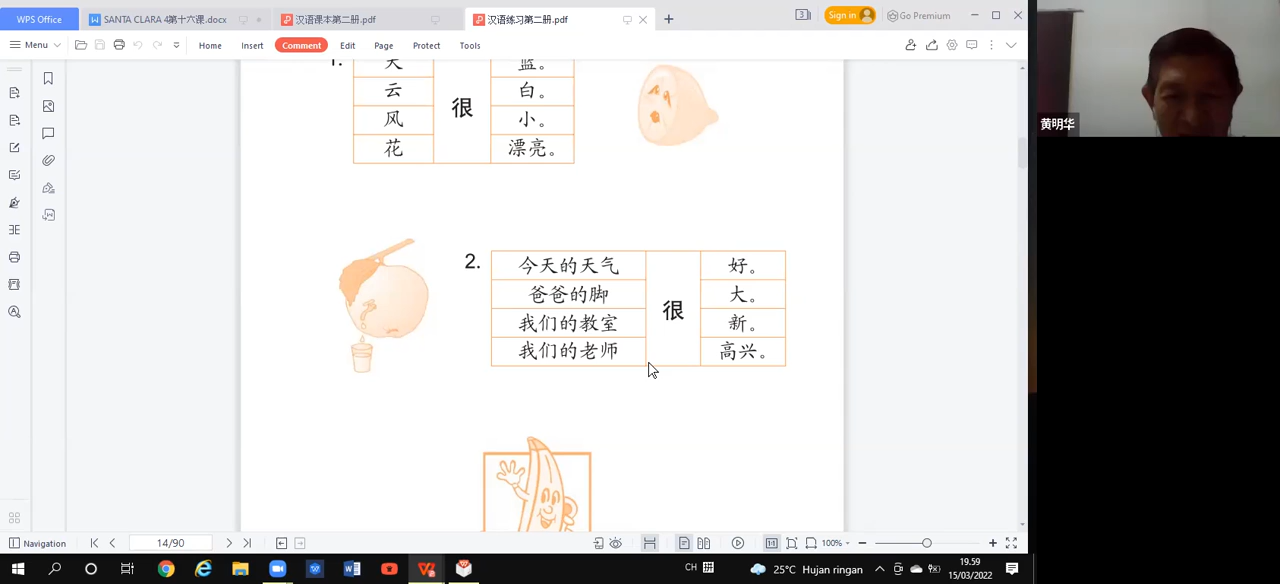 WPS Office
SANTA CLARA 4第十六课.docx
汉语课本第二册.pdf
汉语练习第二册.pdf
3
Sign in
Go Premium
Menu
Home
Insert
Comment
Edit
Page
Protect
Tools
黄明华
1.
天 很 蓝。
云 白。
风 小。
花 漂亮。
2.
今天的天气 很 好。
爸爸的脚 大。
我们的教室 新。
我们的老师 高兴。
Navigation
14/90
100%
CH
25°C Hujan ringan
19.59
15/03/2022